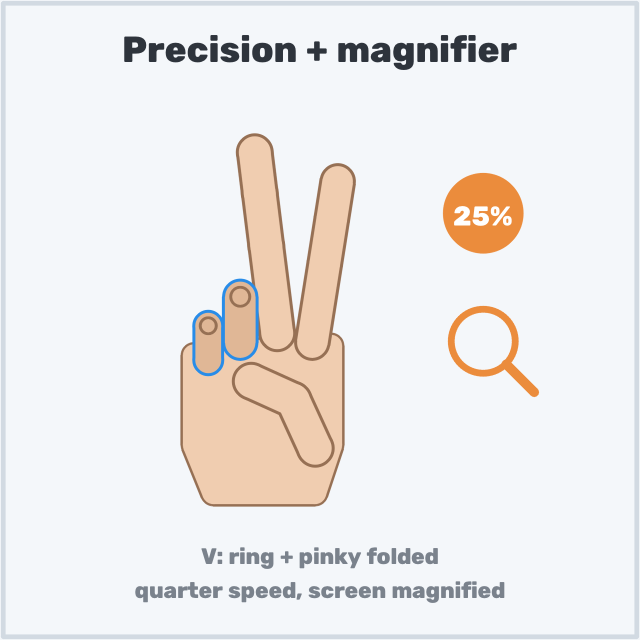 Precision + magnifier
25%
V: ring + pinky folded
quarter speed, screen magnified